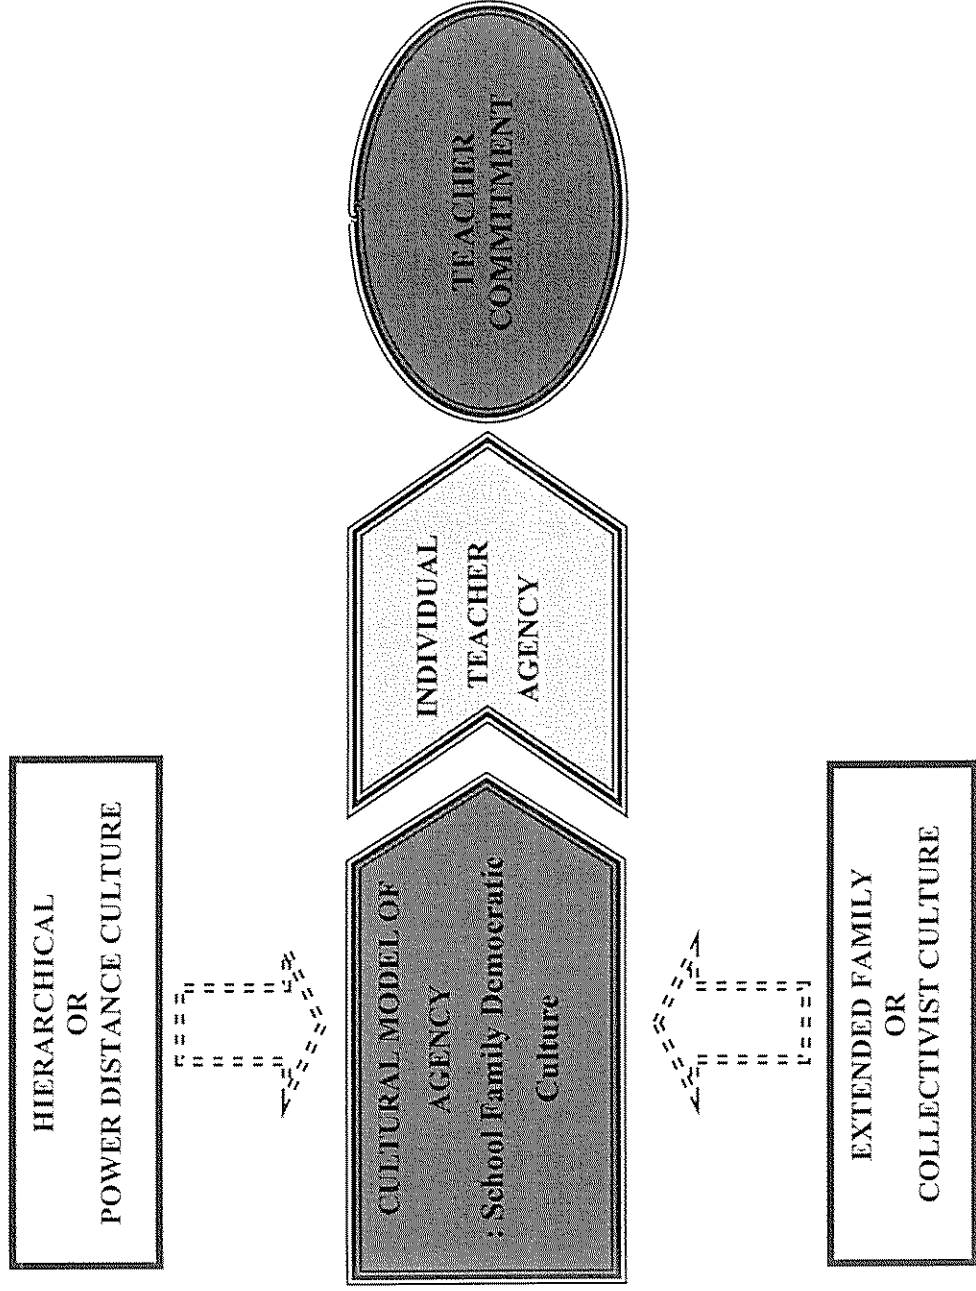 HIERARCHICAL
OR
POWER DISTANCE CULTURE
CULTURAL MODEL OF
AGENCY
: School Family Democratic
Culture
INDIVIDUAL
TEACHER
AGENCY
TEACHER
COMMITMENT
EXTENDED FAMILY
OR
COLLECTIVIST CULTURE